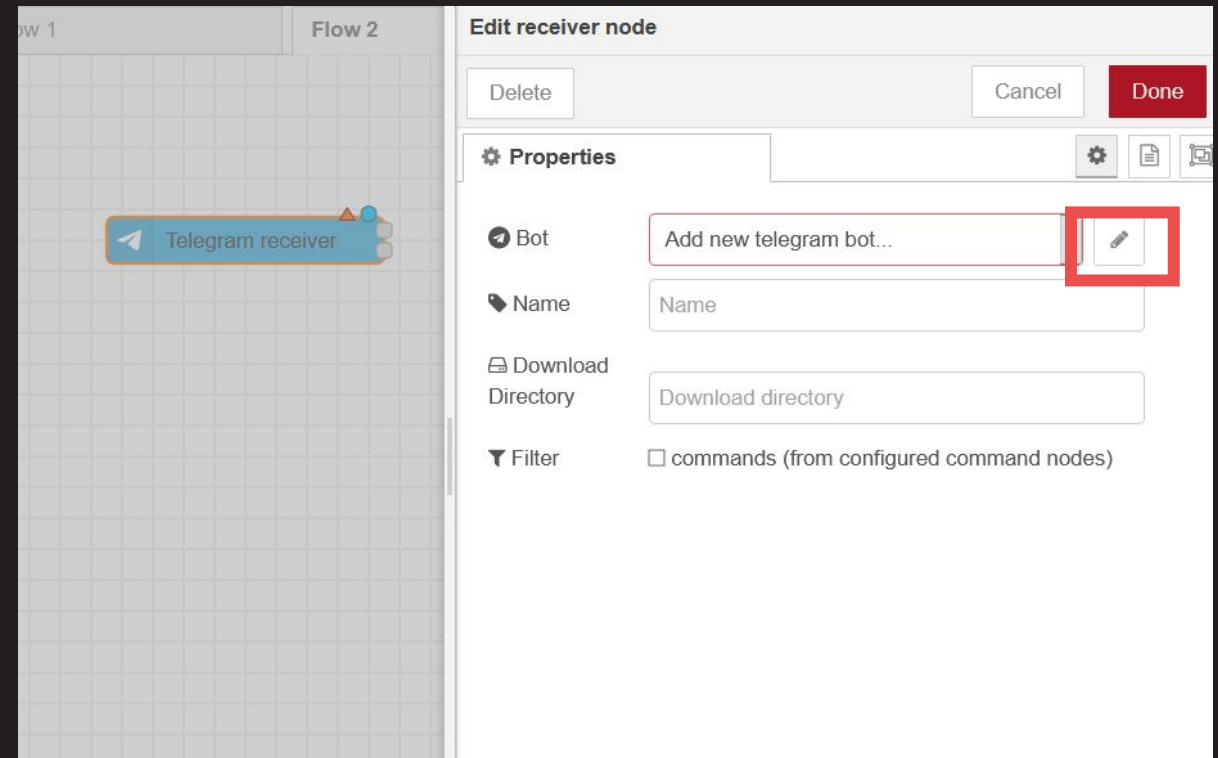 ow 1
Flow 2
Telegram receiver
Edit receiver node
Delete
Cancel
Done
Properties
Bot
Add new telegram bot...
Name
Name
Download
Directory
Download directory
Filter
commands (from configured command nodes)